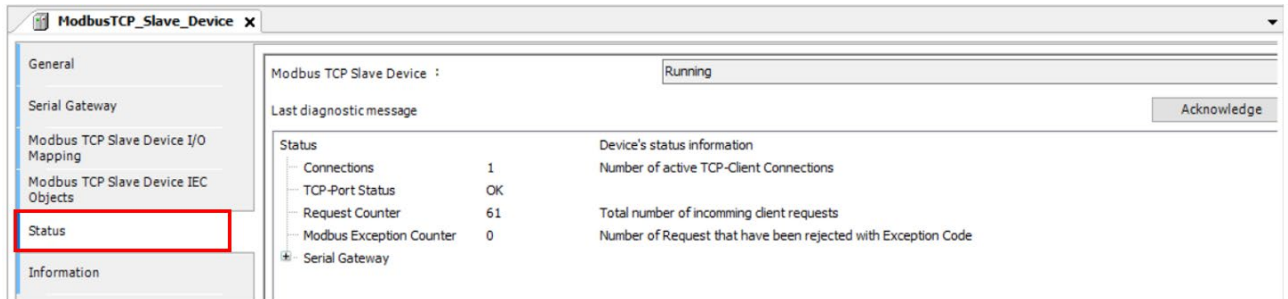 ModbusTCP_Slave_Device X
General
Serial Gateway
Modbus TCP Slave Device I/O
Mapping
Modbus TCP Slave Device IEC
Objects
Status
Information
Modbus TCP Slave Device : Running
Last diagnostic message Acknowledge
Status Device's status information
Connections 1 Number of active TCP-Client Connections
TCP-Port Status OK
Request Counter 61 Total number of incomming client requests
Modbus Exception Counter 0 Number of Request that have been rejected with Exception Code
Serial Gateway